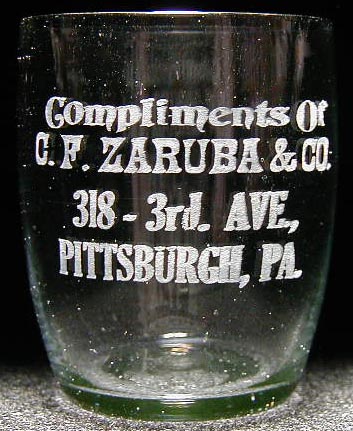 Compliments Of
C. F. ZARUBA & CO.
318 - 3rd. AVE.,
PITTSBURGH, PA.